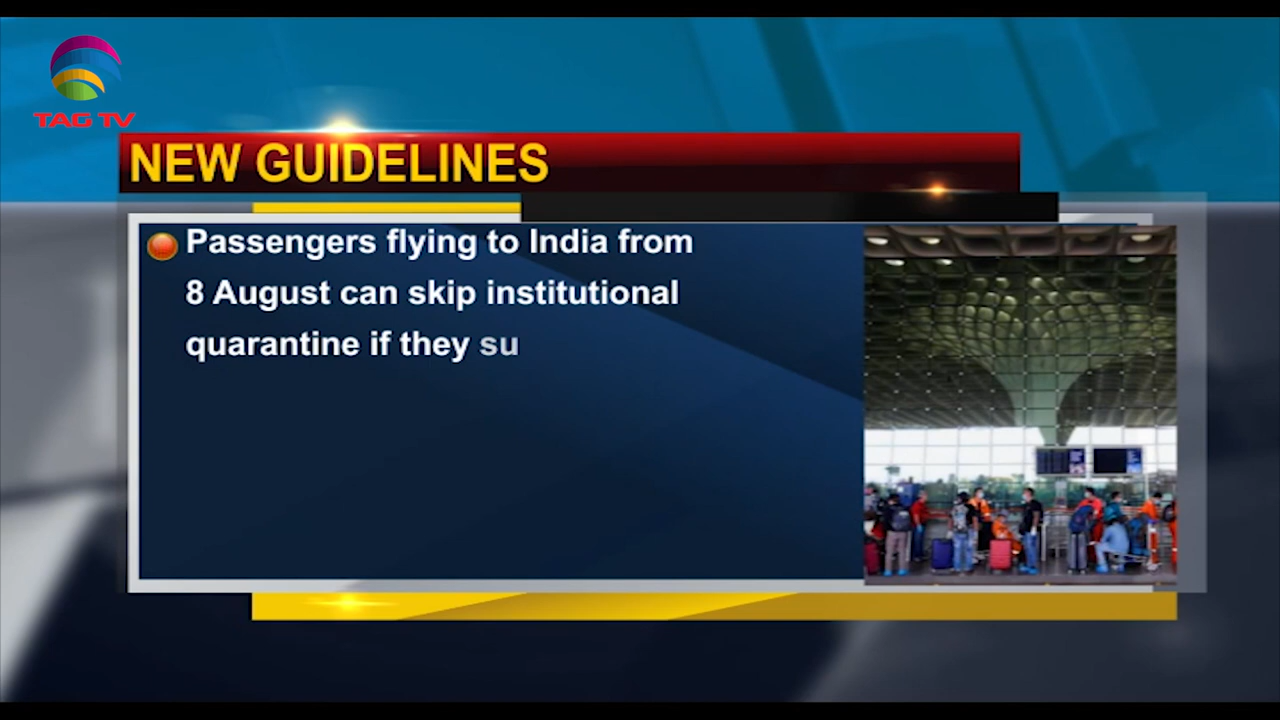 TAG TV
NEW GUIDELINES
Passengers flying to India from
8 August can skip institutional
quarantine if they su